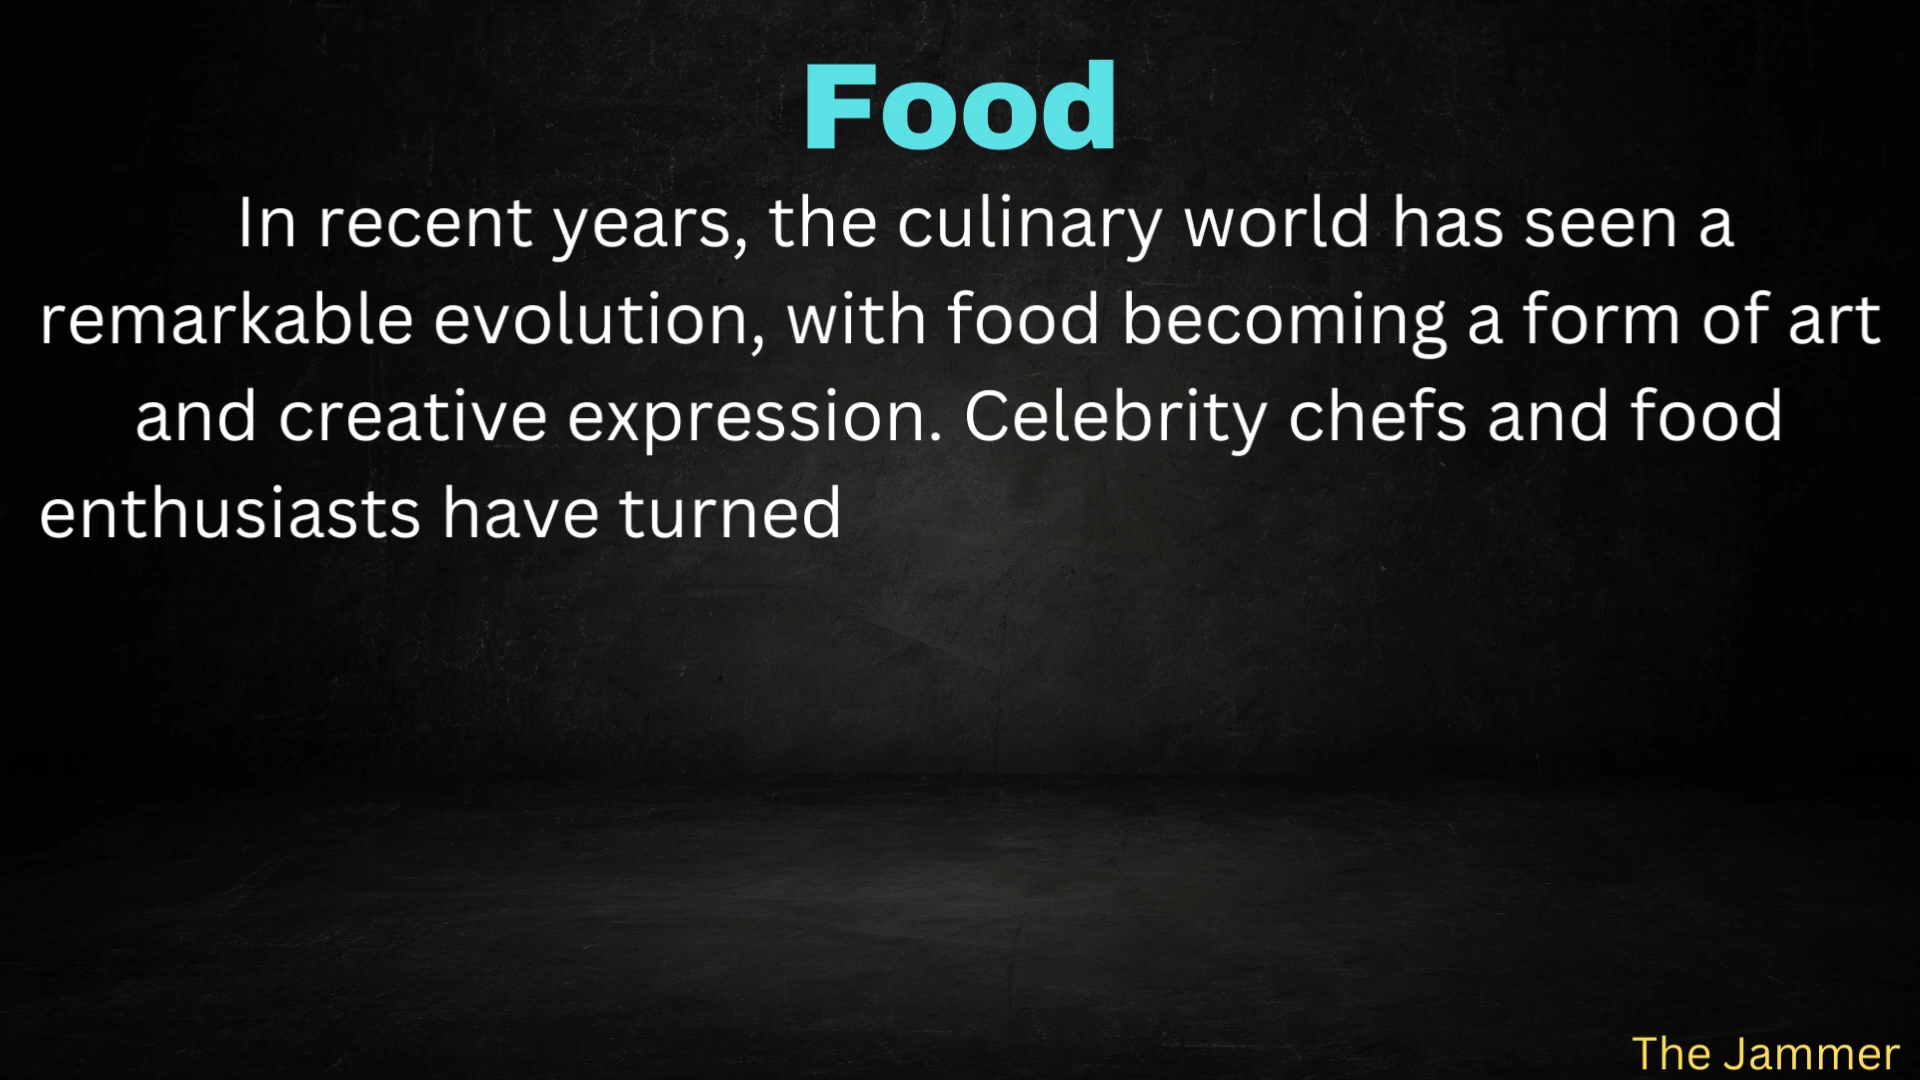 Food
In recent years, the culinary world has seen a
remarkable evolution, with food becoming a form of art
and creative expression. Celebrity chefs and food
enthusiasts have turned
The Jammer